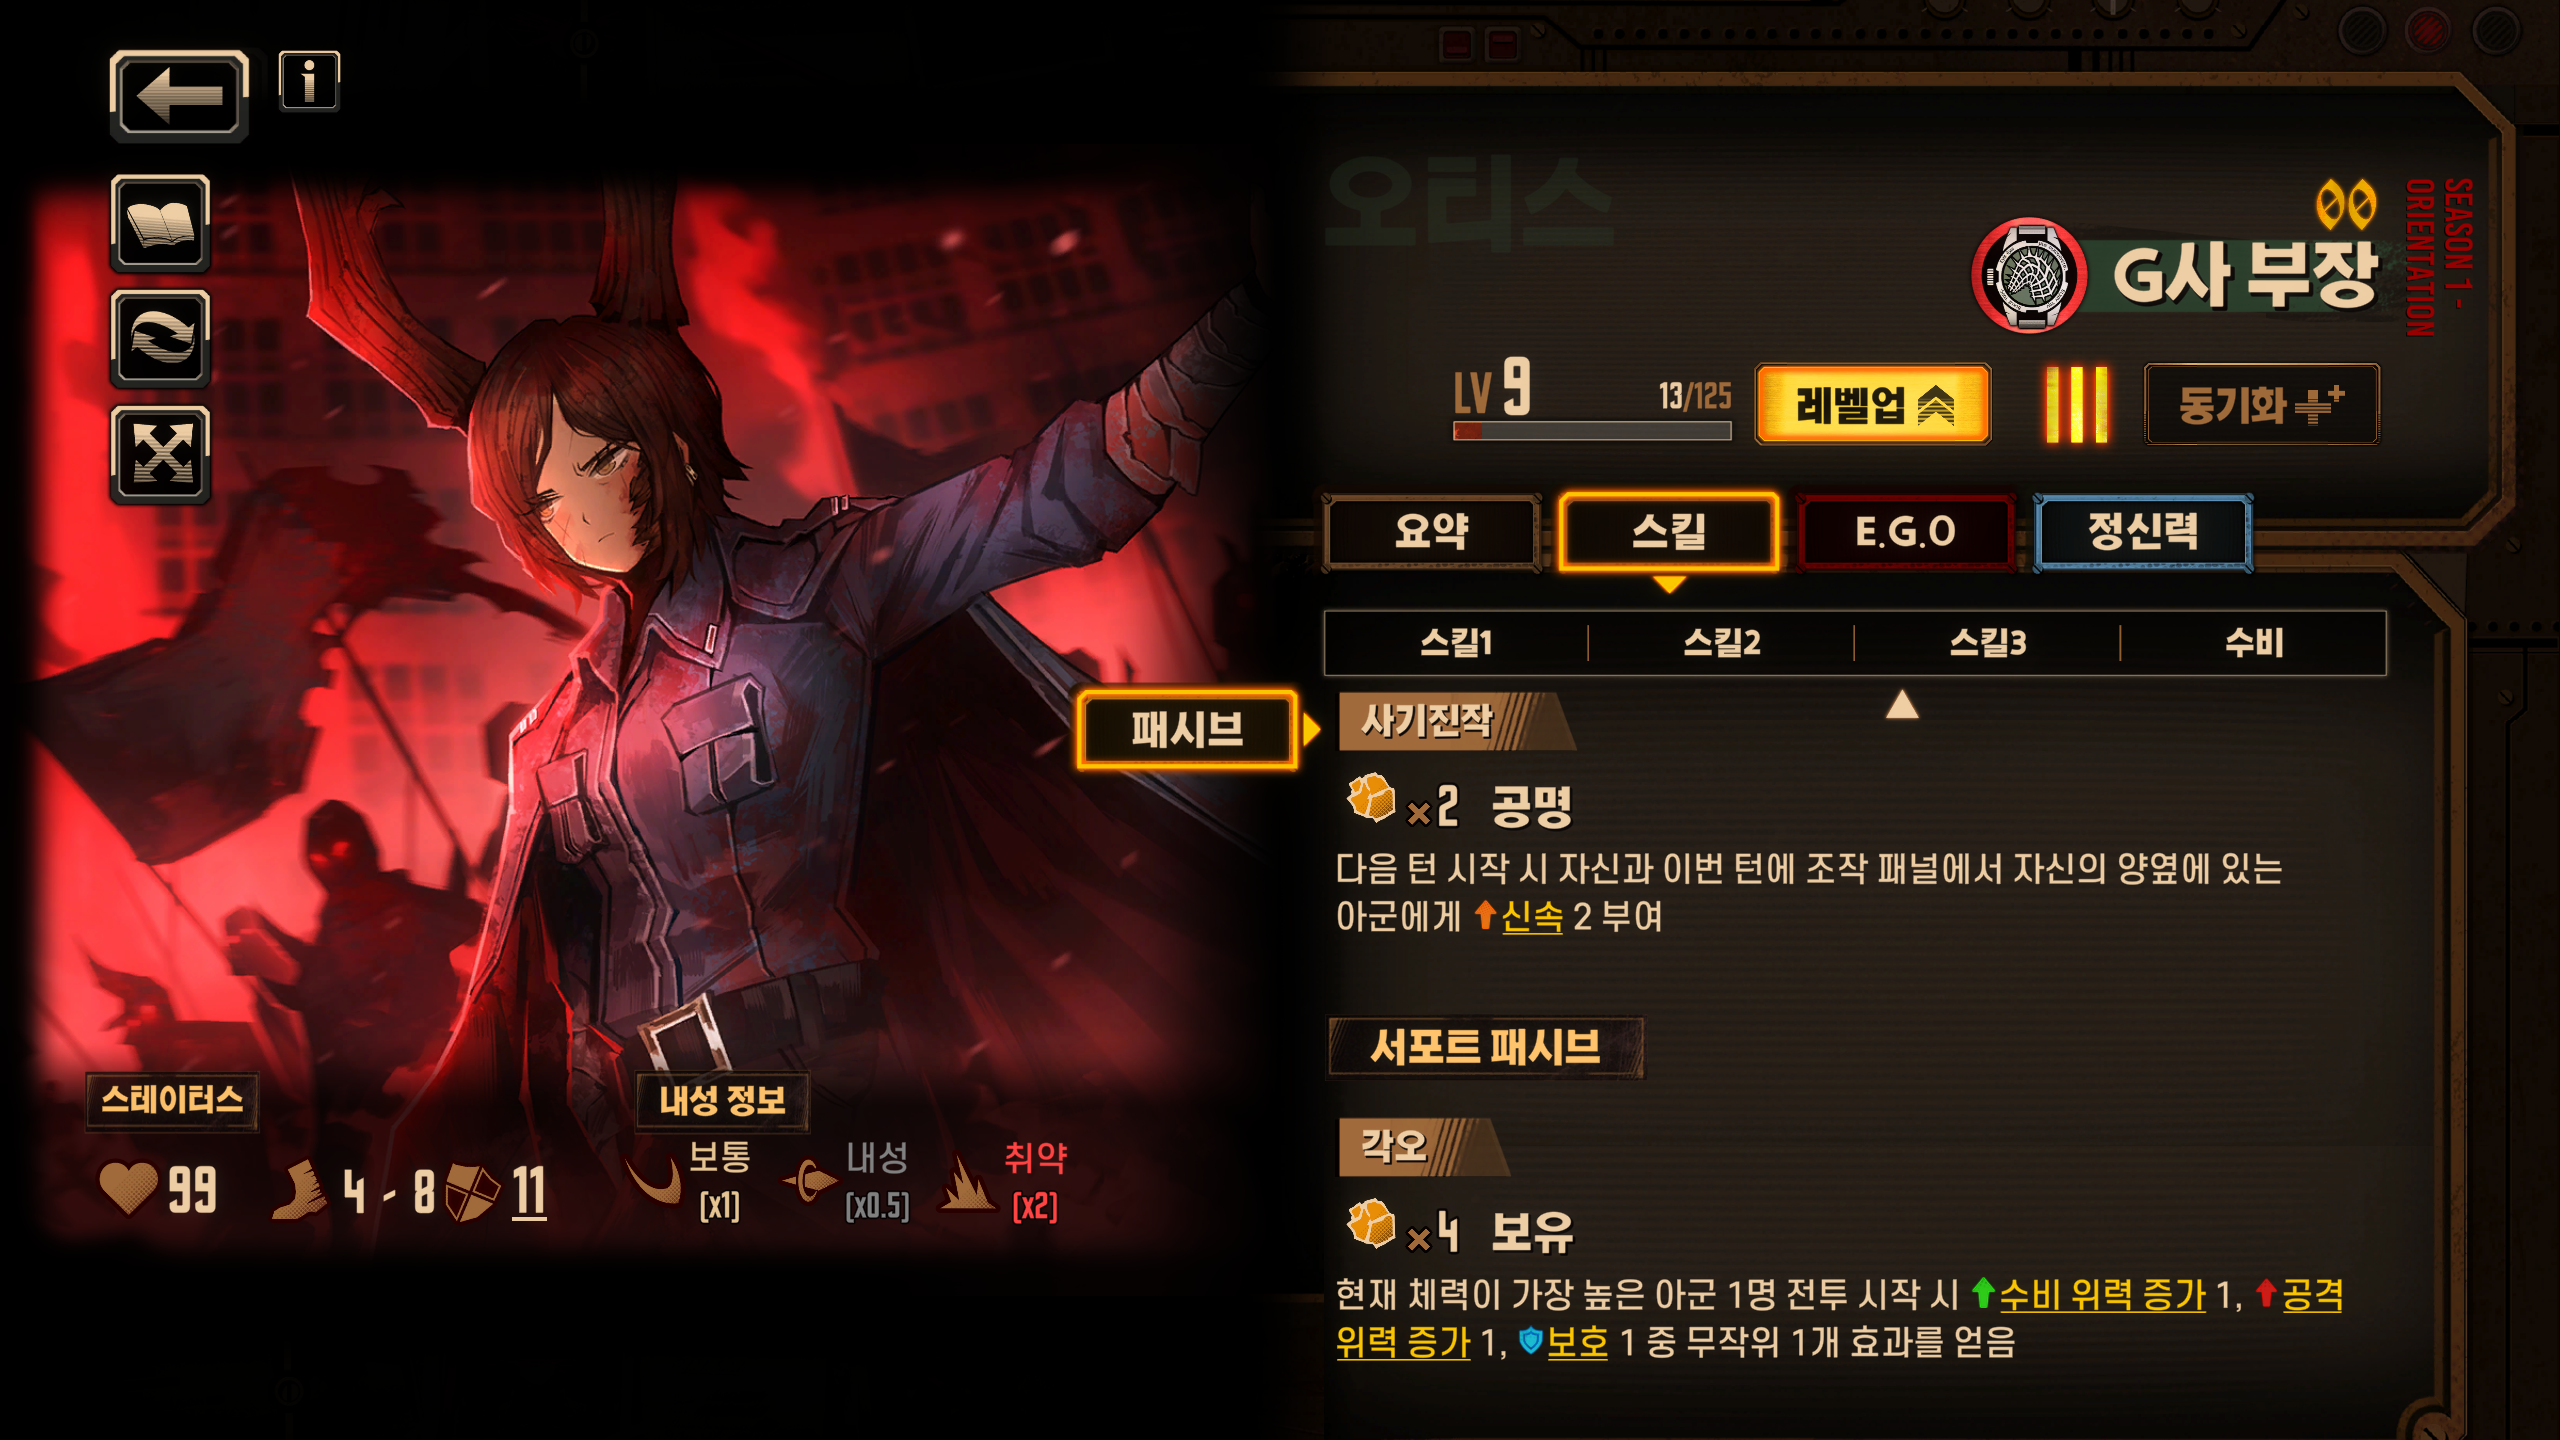 오티스
SEASON 1 -
ORIENTATION
G사 부장
LV 9
13/125
레벨업
동기화
요약
스킬
E.G.O
정신력
스킬1
스킬2
스킬3
수비
패시브
사기진작
×2 공명
다음 턴 시작 시 자신과 이번 턴에 조작 패널에서 자신의 양옆에 있는
아군에게 신속 2 부여
서포트 패시브
각오
×4 보유
현재 체력이 가장 높은 아군 1명 전투 시작 시 수비 위력 증가 1, 공격
위력 증가 1, 보호 1 중 무작위 1개 효과를 얻음
스테이터스
99
4 - 8
11
내성 정보
보통
[x1]
내성
[x0.5]
취약
[x2]